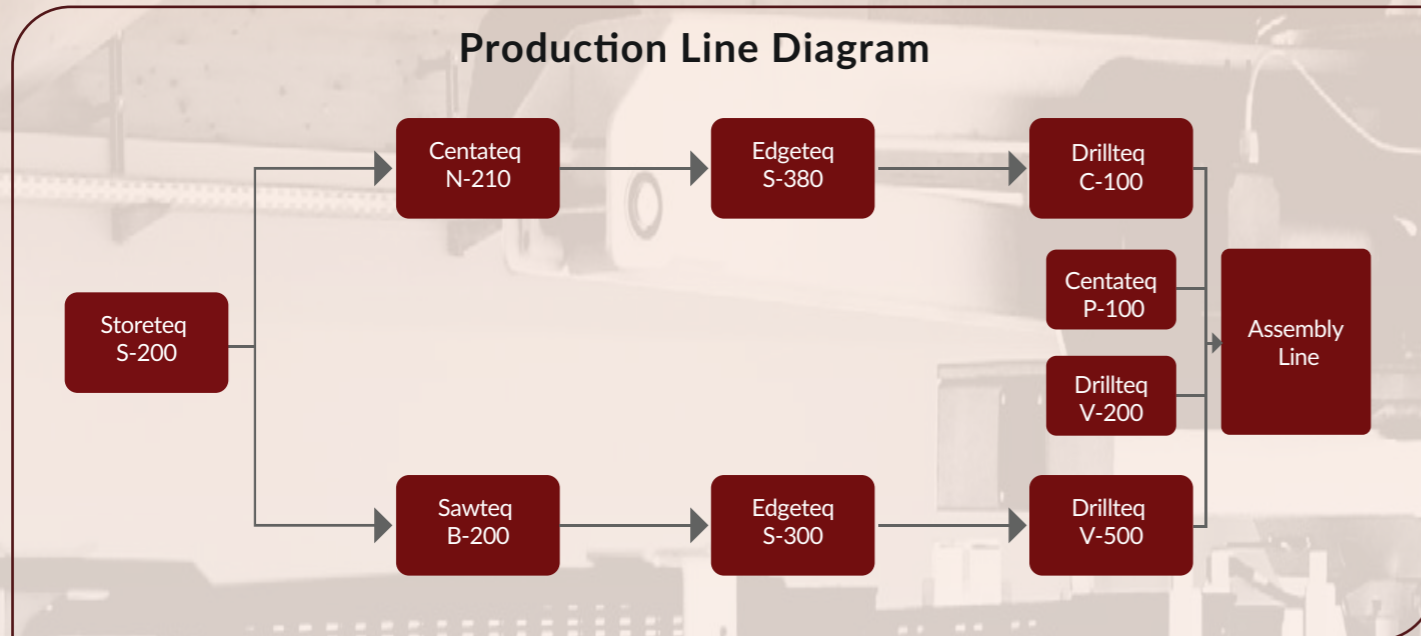 Production Line Diagram
Centateq
N-210
Edgeteq
S-380
Drillteq
C-100
Centateq
P-100
Storeteq
S-200
Assembly
Line
Drillteq
V-200
Sawteq
B-200
Edgeteq
S-300
Drillteq
V-500